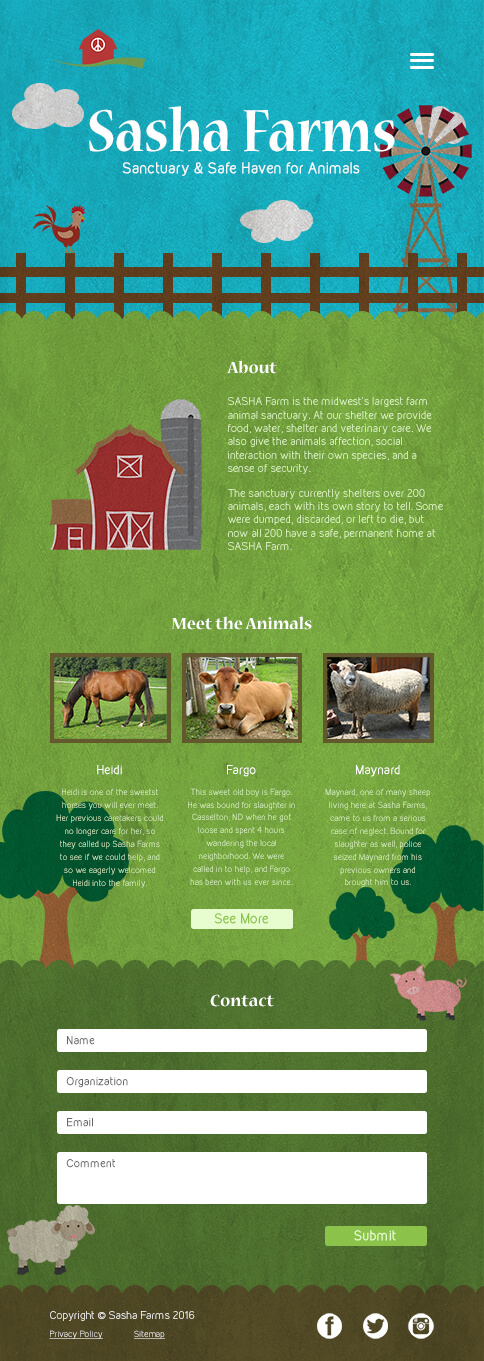 Sasha Farms
Sanctuary & Safe Haven for Animals
About
SASHA Farm is the midwest's largest farm
animal sanctuary. At our shelter we provide
food, water, shelter and veterinary care. We
also give the animals affection, social
interaction with their own species, and a
sense of security.
The sanctuary currently shelters over 200
animals, each with its own story to tell. Some
were dumped, discarded, or left to die, but
now all 200 have a safe, permanent home at
SASHA Farm.
Meet the Animals
Heidi
Heidi is one of the sweetst
horses you will ever meet.
Her previous caretakers could
no longer care for her, so
they called up Sasha Farms
to see if we could help, and
so we eagerly welcomed
Heidi into the family.
Fargo
This sweet old boy is Fargo.
He was bound for slaughter in
Casselton, ND when he got
loose and spent 4 hours
wandering the local
neighborhood. We were
called in to help, and Fargo
has been with us ever since.
Maynard
Maynard, one of many sheep
living here at Sasha Farms,
came to us from a serious
case of neglect. Bound for
slaughter as well, police
seized Maynard from his
previous owners and
brought him to us.
See More
Contact
Name
Organization
Email
Comment
Submit
Copyright © Sasha Farms 2016
Privacy Policy
Sitemap